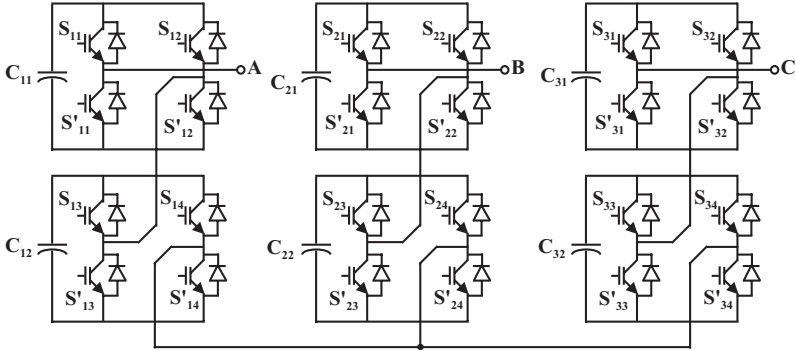 S11 S12 A
C11
S'11 S'12
S21 S22 B
C21
S'21 S'22
S31 S32 C
C31
S'31 S'32
S13 S14
C12
S'13 S'14
S23 S24
C22
S'23 S'24
S33 S34
C32
S'33 S'34